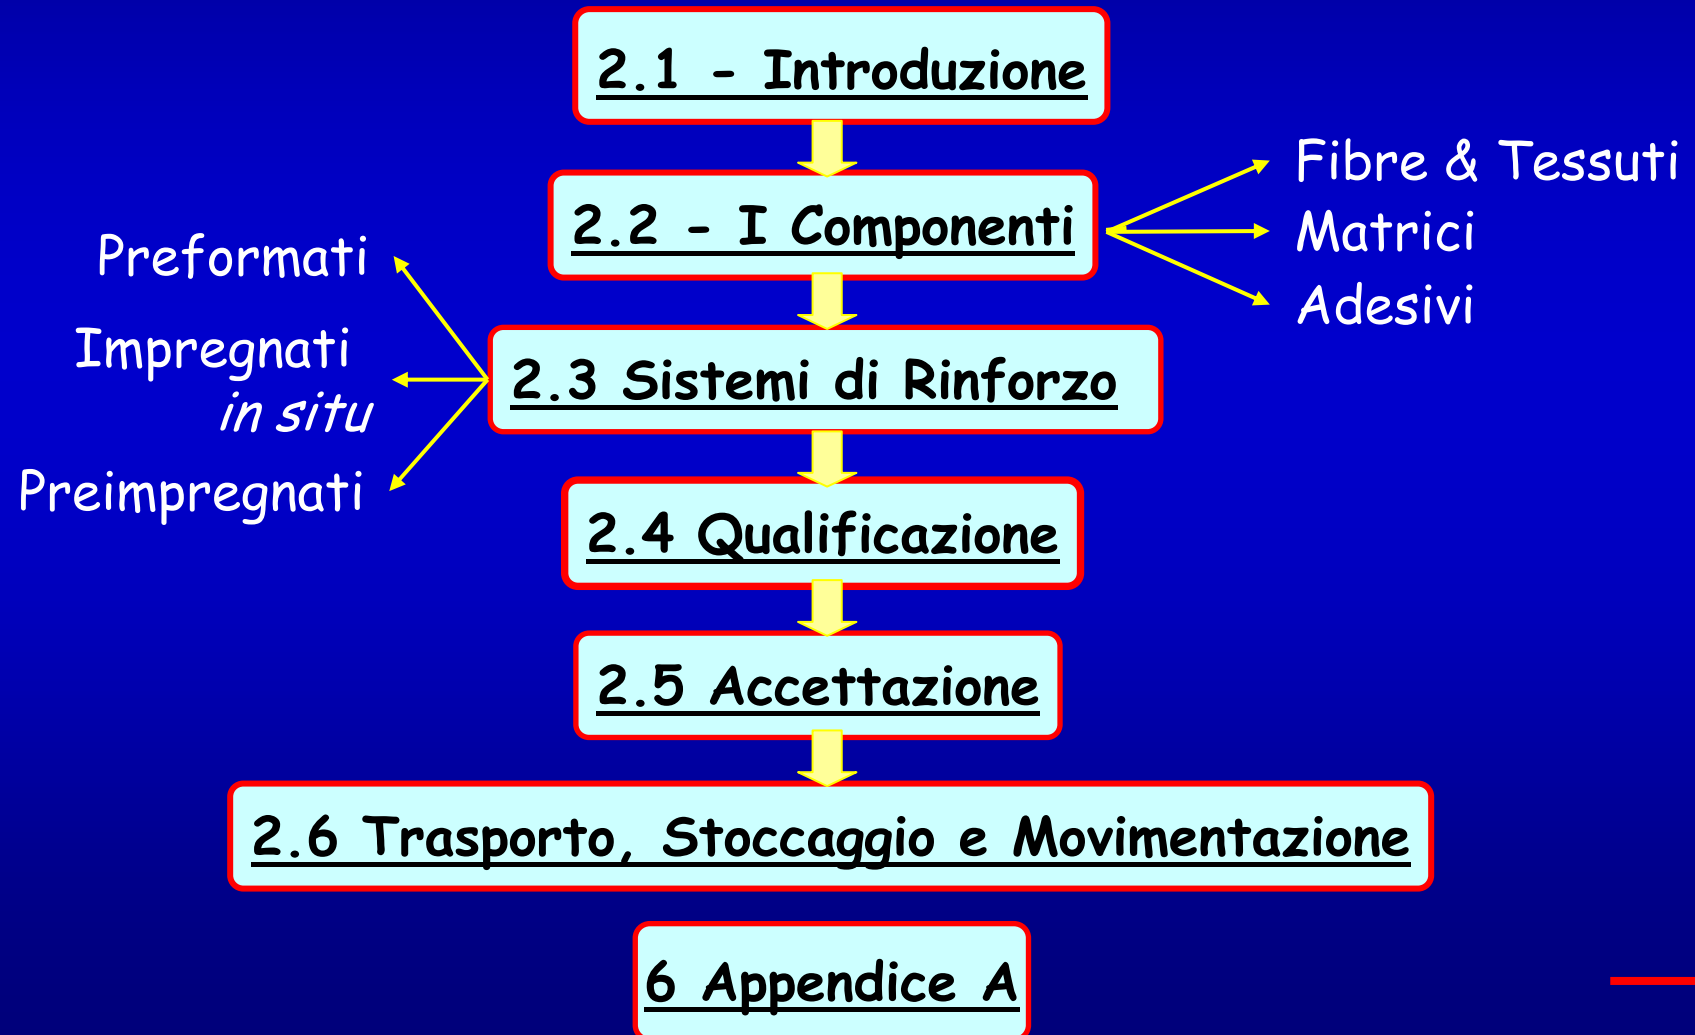 2.1 - Introduzione
2.2 - I Componenti
Fibre & Tessuti
Matrici
Adesivi
2.3 Sistemi di Rinforzo
Preformati
Impregnati
in situ
Preimpregnati
2.4 Qualificazione
2.5 Accettazione
2.6 Trasporto, Stoccaggio e Movimentazione
6 Appendice A